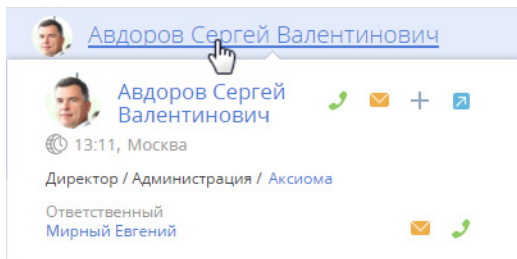 Авдоров Сергей Валентинович
Авдоров Сергей
Валентинович
13:11, Москва
Директор / Администрация / Аксиома
Ответственный
Мирный Евгений